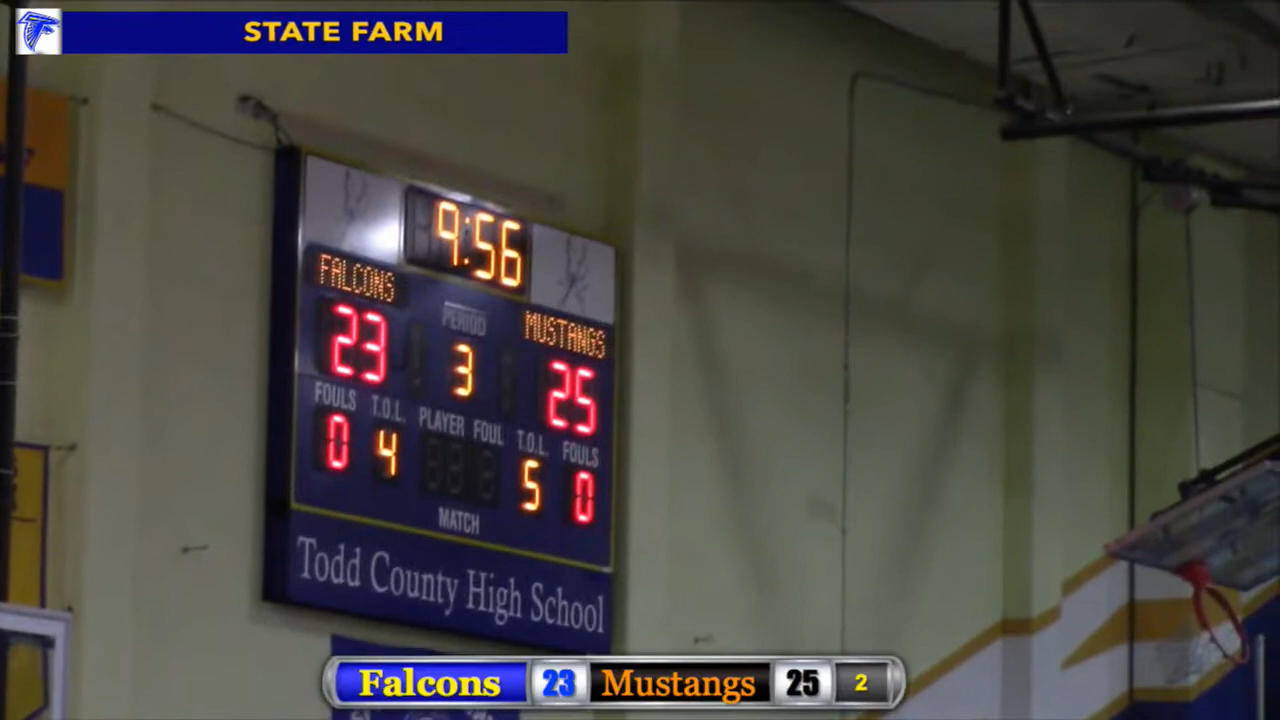 STATE FARM
9:56
FALCONS
MUSTANGS
PERIOD
23
3
25
FOULS T.O.L. PLAYER FOUL T.O.L. FOULS
0 4 5 0
MATCH
Todd County High School
Falcons 23 Mustangs 25 2